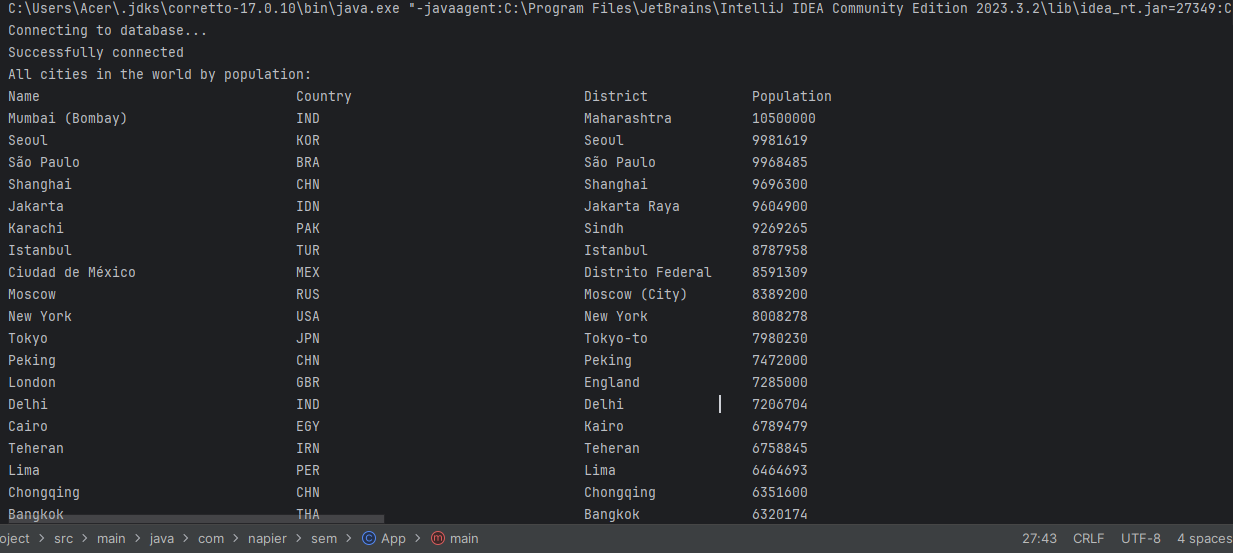 C:\Users\Acer\.jdks\corretto-17.0.10\bin\java.exe "-javaagent:C:\Program Files\JetBrains\IntelliJ IDEA Community Edition 2023.3.2\lib\idea_rt.jar=27349:C
Connecting to database...
Successfully connected
All cities in the world by population:
Name Country District Population
Mumbai (Bombay) IND Maharashtra 10500000
Seoul KOR Seoul 9981619
São Paulo BRA São Paulo 9968485
Shanghai CHN Shanghai 9696300
Jakarta IDN Jakarta Raya 9604900
Karachi PAK Sindh 9269265
Istanbul TUR Istanbul 8787958
Ciudad de México MEX Distrito Federal 8591309
Moscow RUS Moscow (City) 8389200
New York USA New York 8008278
Tokyo JPN Tokyo-to 7980230
Peking CHN Peking 7472000
London GBR England 7285000
Delhi IND Delhi 7206704
Cairo EGY Kairo 6789479
Teheran IRN Teheran 6758845
Lima PER Lima 6464693
Chongqing CHN Chongqing 6351600
Bangkok THA Bangkok 6320174
oject > src > main > java > com > napier > sem > C App > m main 27:43 CRLF UTF-8 4 spaces